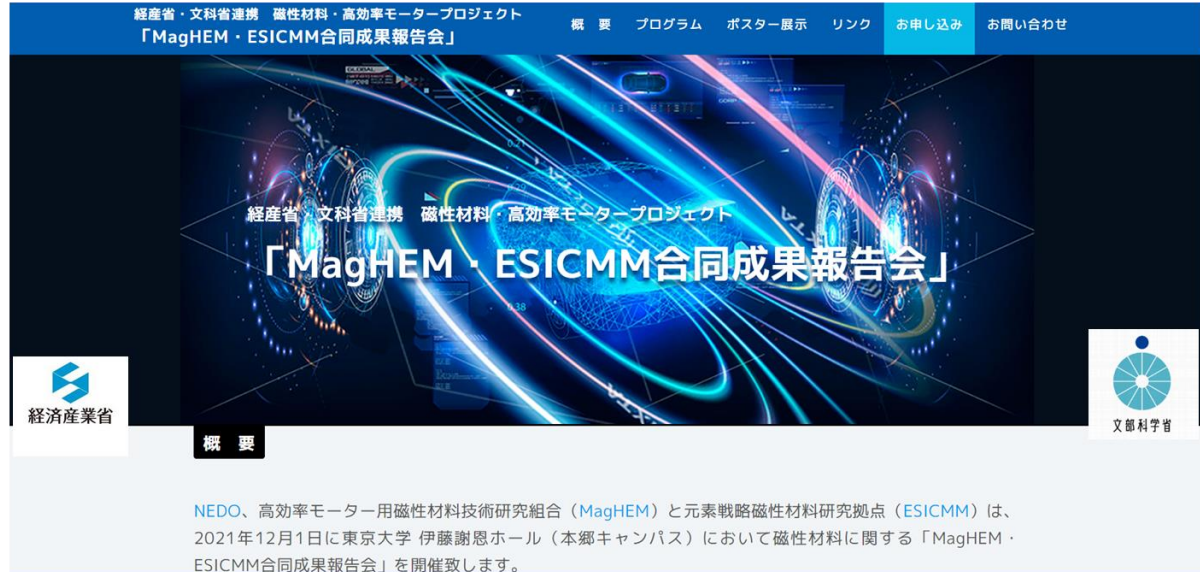 経産省・文科省連携 磁性材料・高効率モータープロジェクト
「MagHEM・ESICMM合同成果報告会」
概 要 プログラム ポスター展示 リンク お申し込み お問い合わせ
GLOBAL
経産省・文科省連携 磁性材料・高効率モータープロジェクト
「MagHEM・ESICMM合同成果報告会」
0.38
経済産業省
文部科学省
概 要
NEDO、高効率モーター用磁性材料技術研究組合（MagHEM）と元素戦略磁性材料研究拠点（ESICMM）は、
2021年12月1日に東京大学 伊藤謝恩ホール（本郷キャンパス）において磁性材料に関する「MagHEM・
ESICMM合同成果報告会」を開催致します。